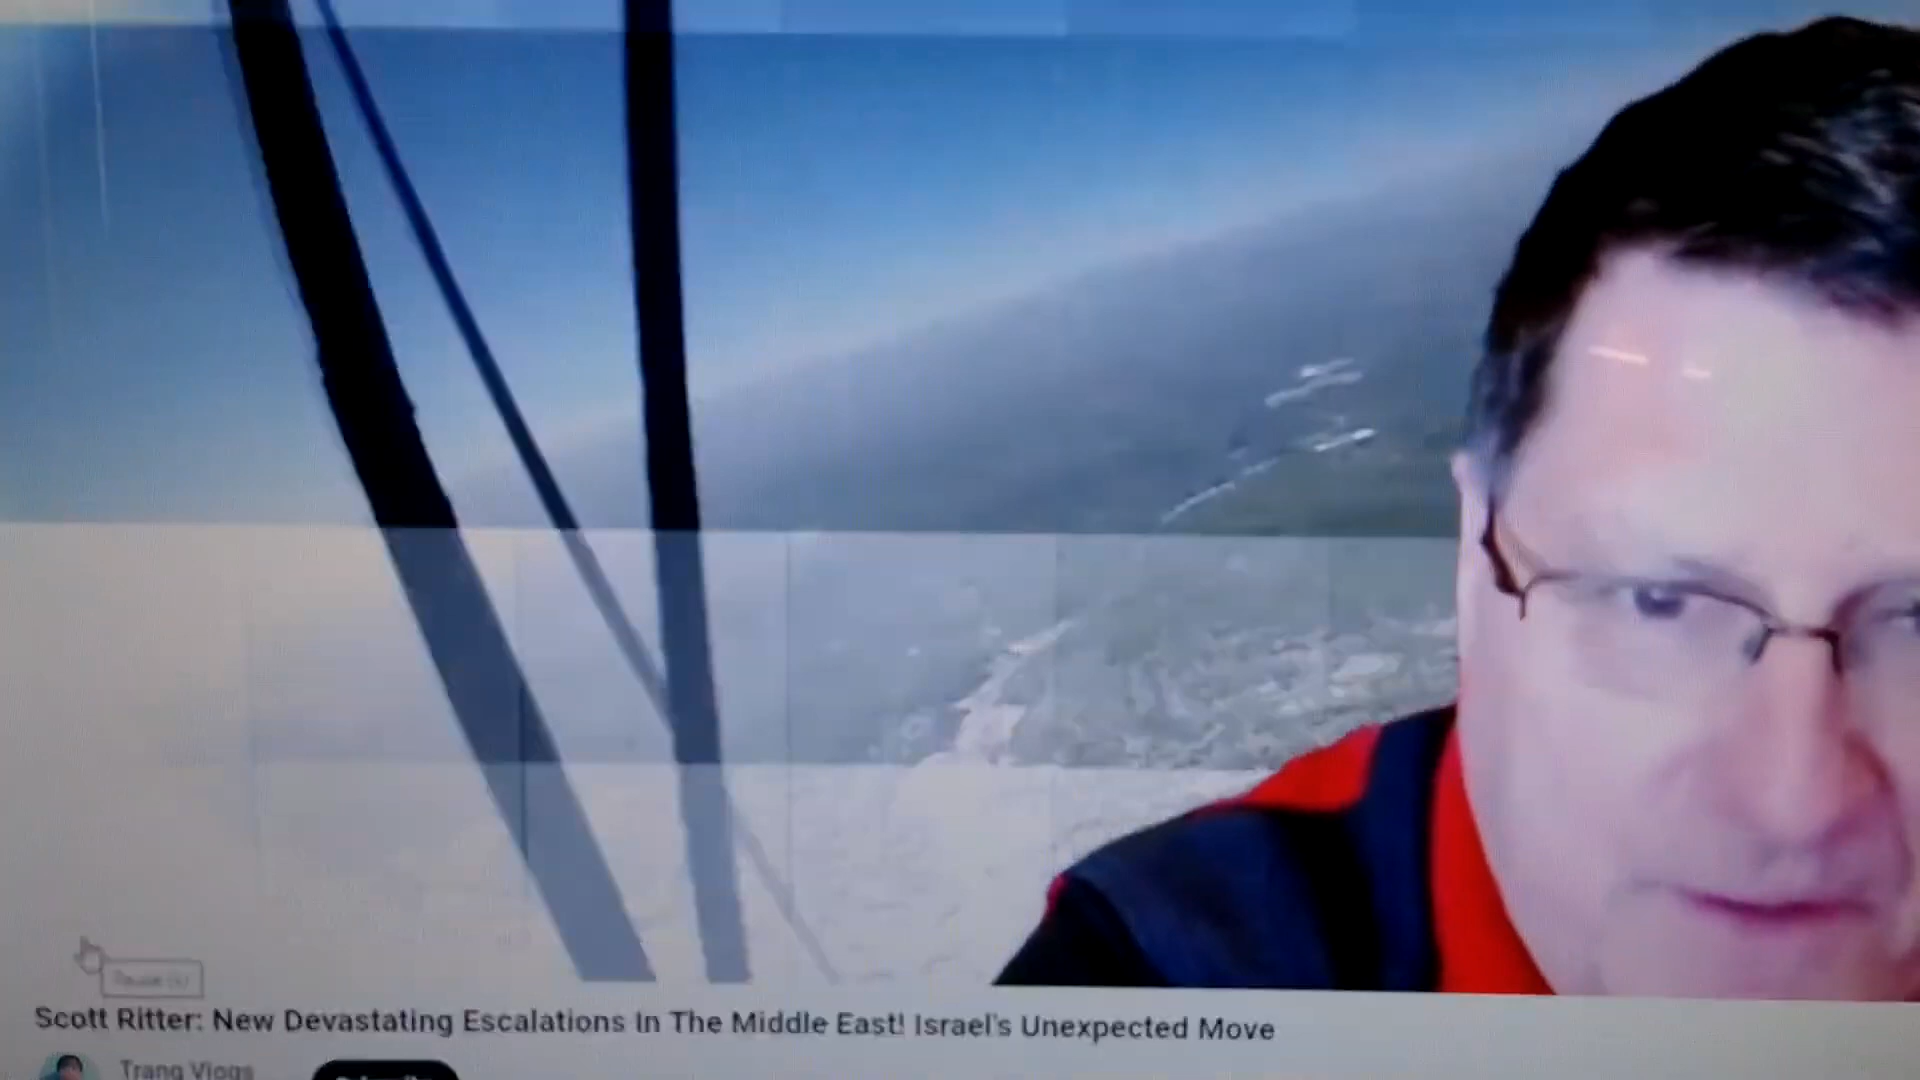 Scott Ritter: New Devastating Escalations In The Middle East! Israel's Unexpected Move
Trang Vlogs